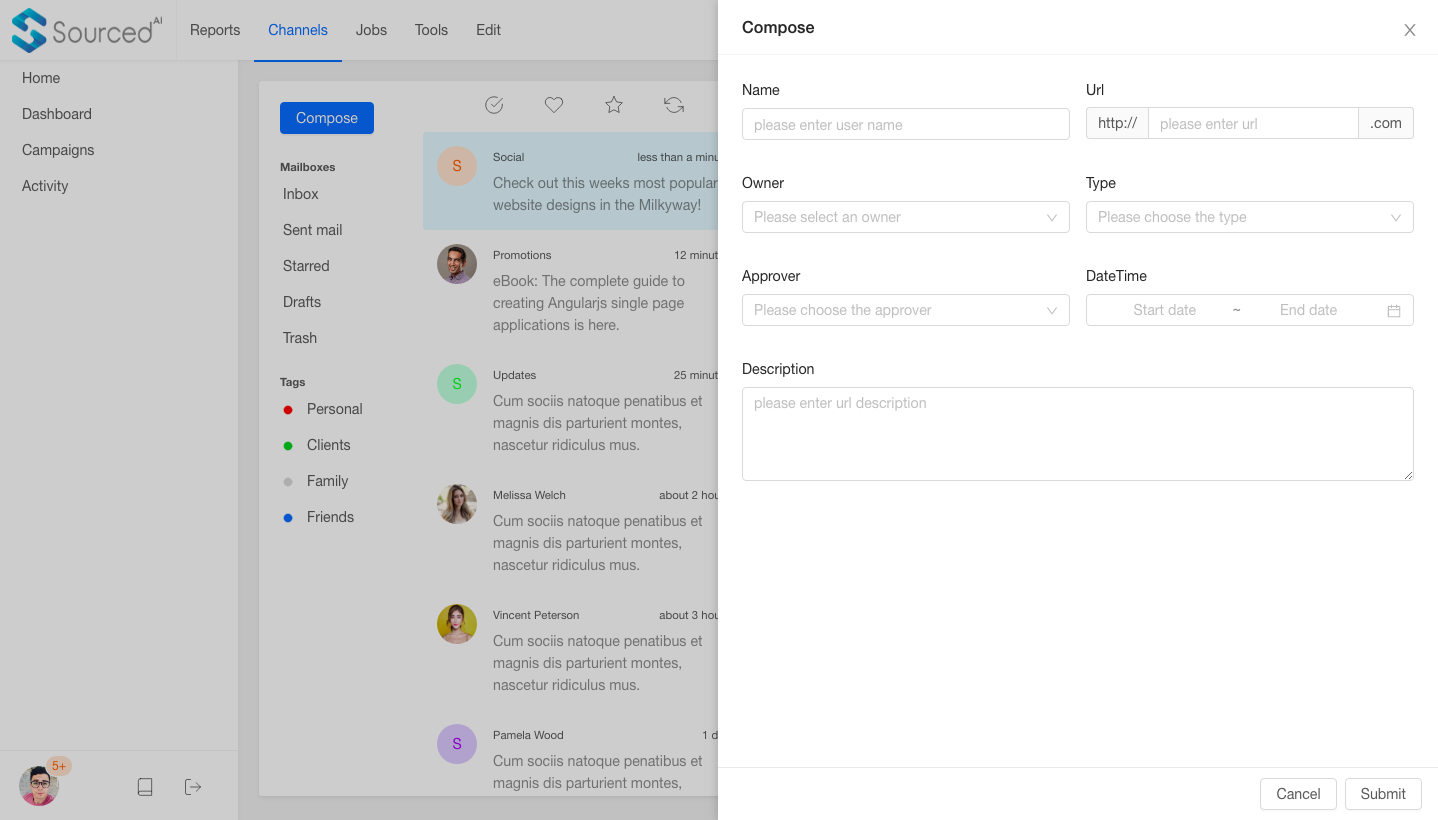 Sourced AI
Reports
Channels
Jobs
Tools
Edit
Home
Dashboard
Campaigns
Activity
5+
Compose
Mailboxes
Inbox
Sent mail
Starred
Drafts
Trash
Tags
Personal
Clients
Family
Friends
S
Social
less than a minu
Check out this weeks most popular
website designs in the Milkyway!
Promotions
12 minut
eBook: The complete guide to
creating Angularjs single page
applications is here.
S
Updates
25 minut
Cum sociis natoque penatibus et
magnis dis parturient montes,
nascetur ridiculus mus.
Melissa Welch
about 2 hou
Cum sociis natoque penatibus et
magnis dis parturient montes,
nascetur ridiculus mus.
Vincent Peterson
about 3 hou
Cum sociis natoque penatibus et
magnis dis parturient montes,
nascetur ridiculus mus.
S
Pamela Wood
1 d
Cum sociis natoque penatibus et
magnis dis parturient montes,
Compose
Name
please enter user name
Url
http://
please enter url
.com
Owner
Please select an owner
Type
Please choose the type
Approver
Please choose the approver
DateTime
Start date ~ End date
Description
please enter url description
Cancel
Submit